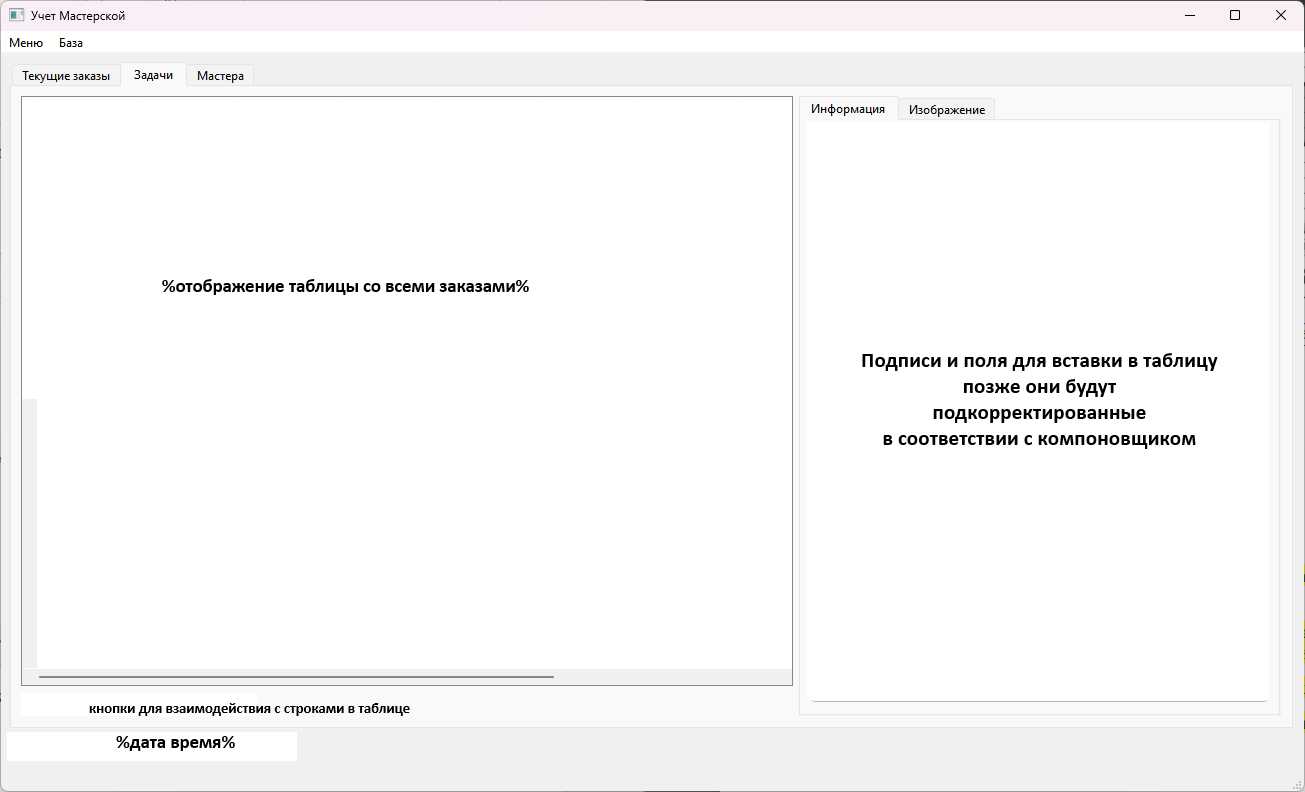 Учет Мастерской
Меню База
Текущие заказы Задачи Мастера
Информация Изображение
%отображение таблицы со всеми заказами%
Подписи и поля для вставки в таблицу
позже они будут
подкорректированные
в соответствии с компоновщиком
кнопки для взаимодействия с строками в таблице
%дата время%